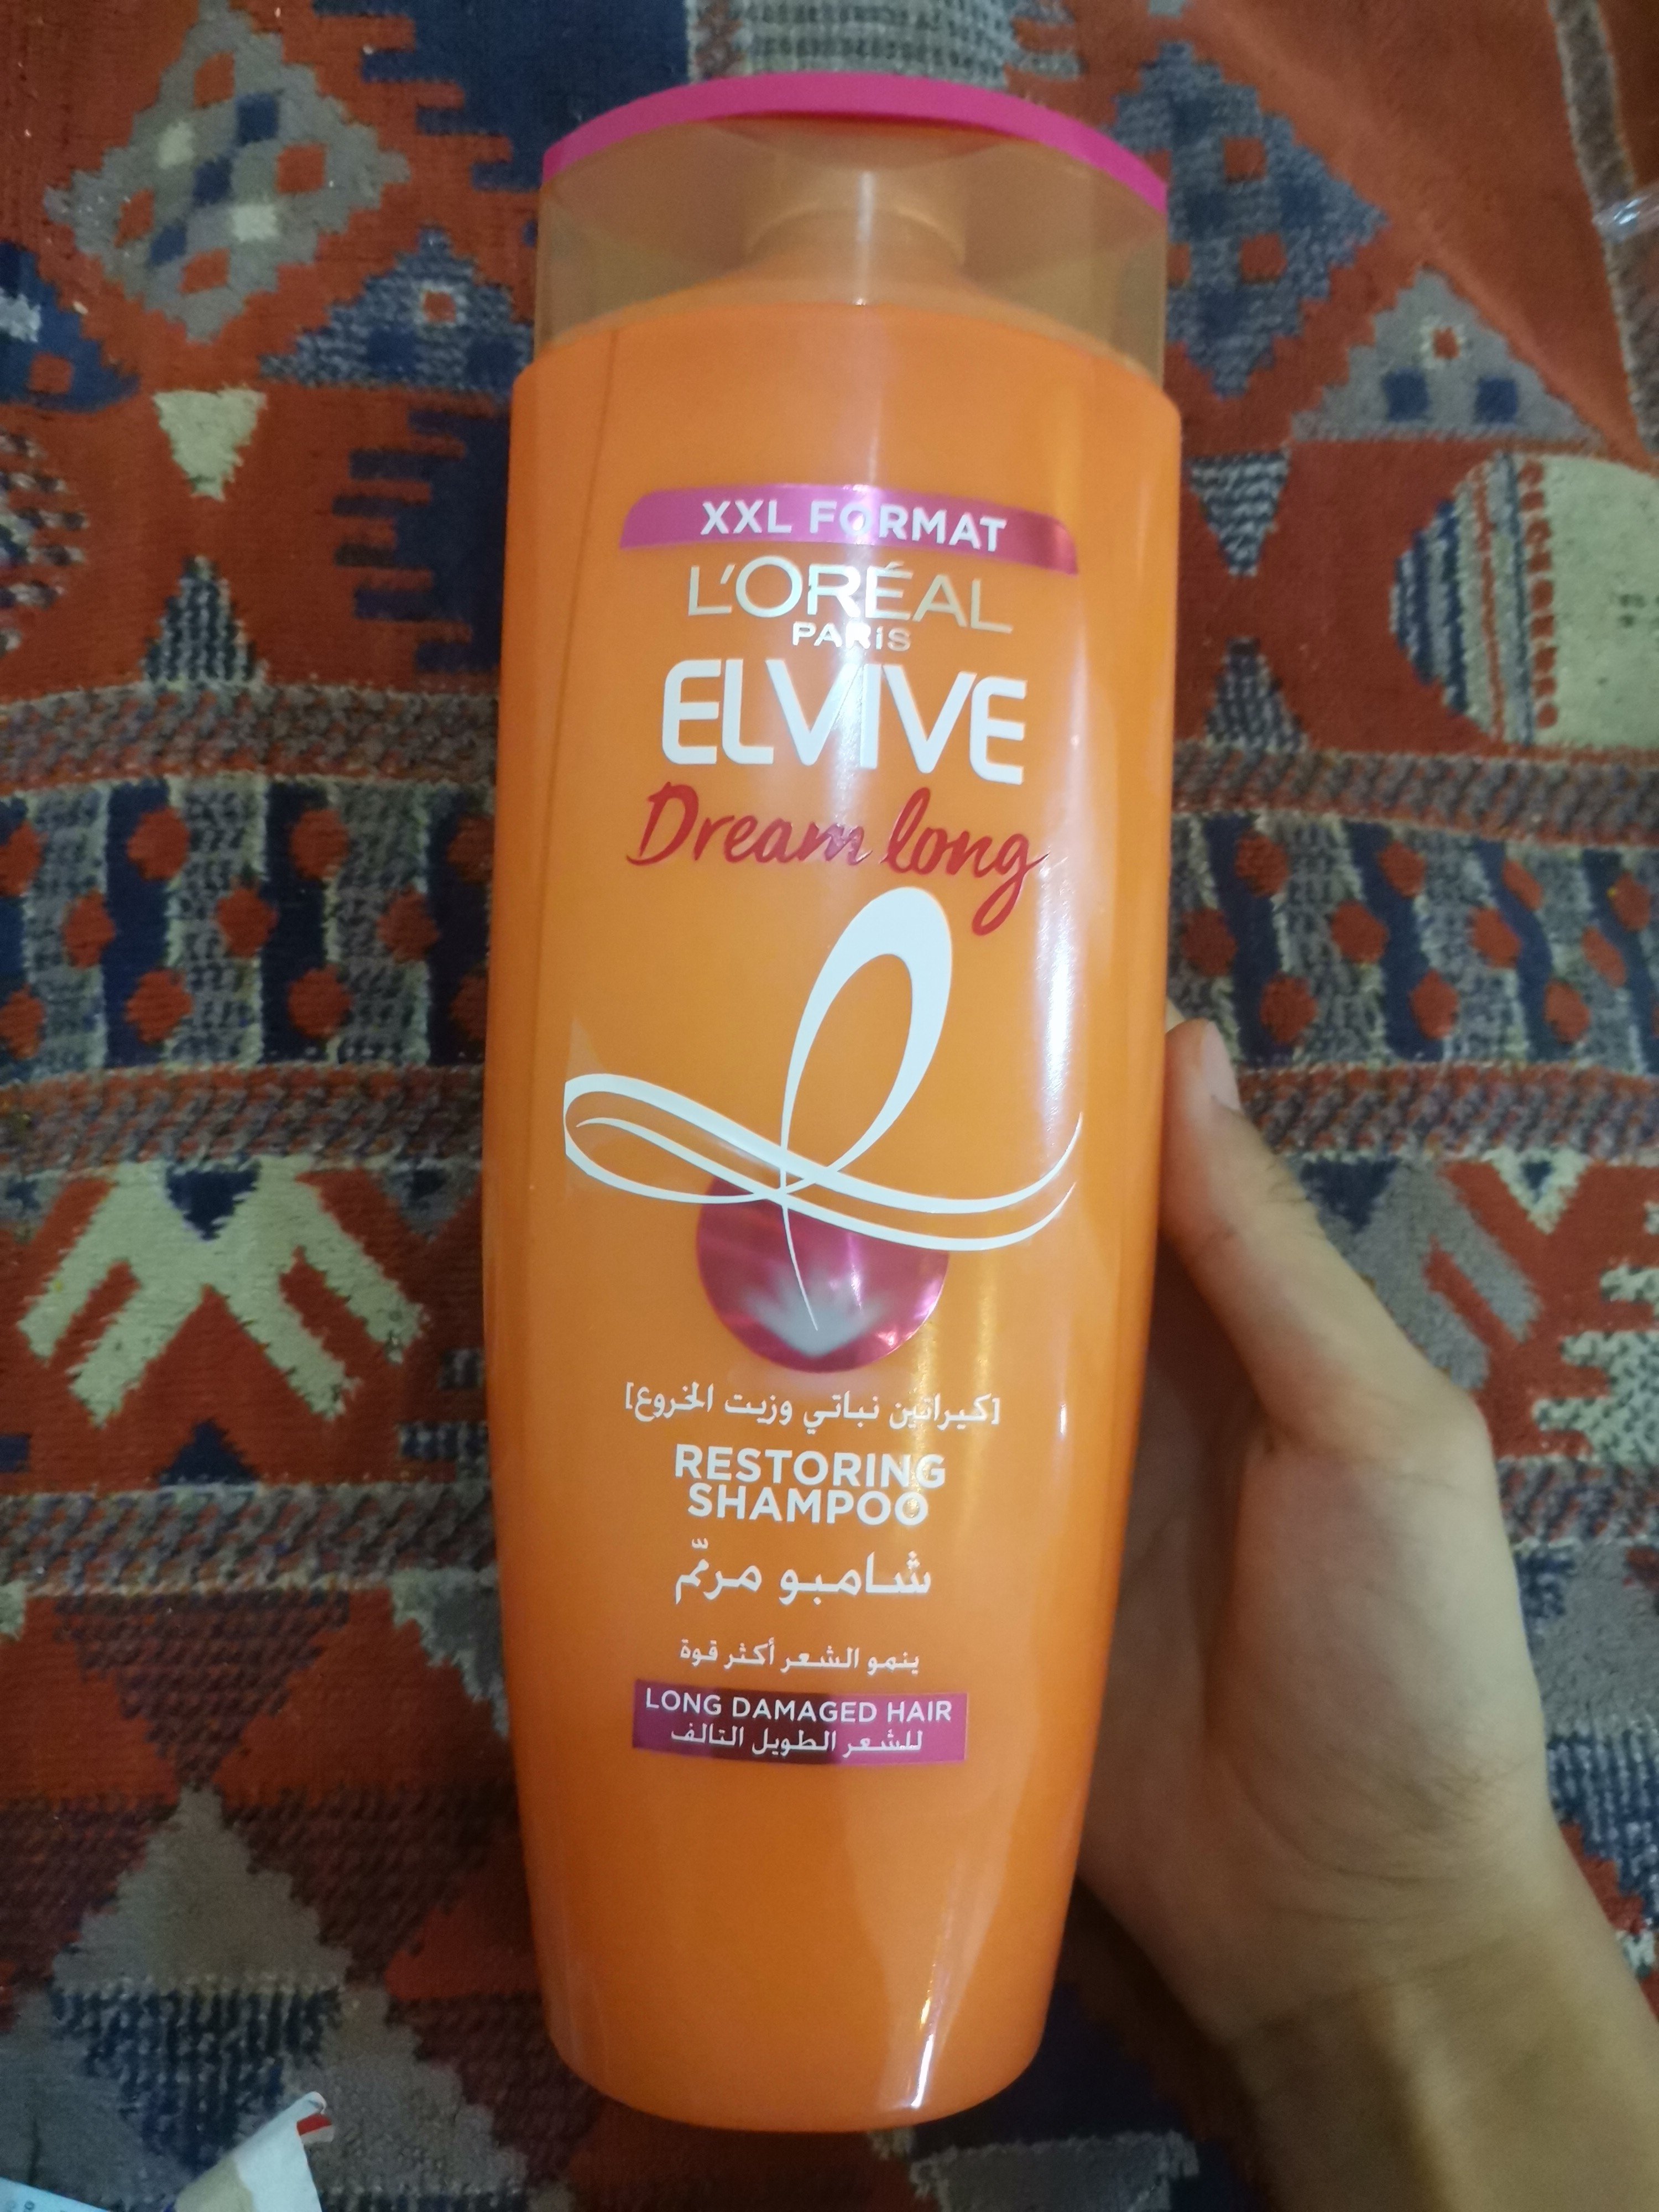 XXL FORMAT
L'ORÉAL
PARIS
ELVIVE
Dream long
[كيراتين نباتي وزيت الخروع]
RESTORING
SHAMPOO
شامبو مرمّم
ينمو الشعر أكثر قوة
LONG DAMAGED HAIR
للشعر الطويل التالف